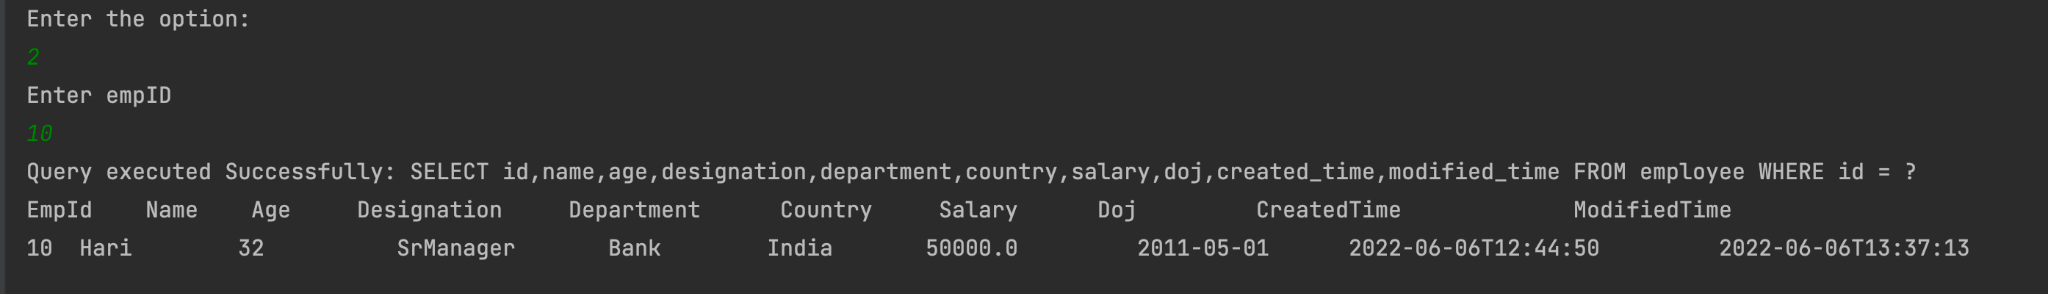 Enter the option:
2
Enter empID
10
Query executed Successfully: SELECT id,name,age,designation,department,country,salary,doj,created_time,modified_time FROM employee WHERE id = ?
EmpId    Name    Age     Designation     Department      Country     Salary      Doj         CreatedTime             ModifiedTime
10  Hari        32          SrManager       Bank        India       50000.0         2011-05-01      2022-06-06T12:44:50         2022-06-06T13:37:13